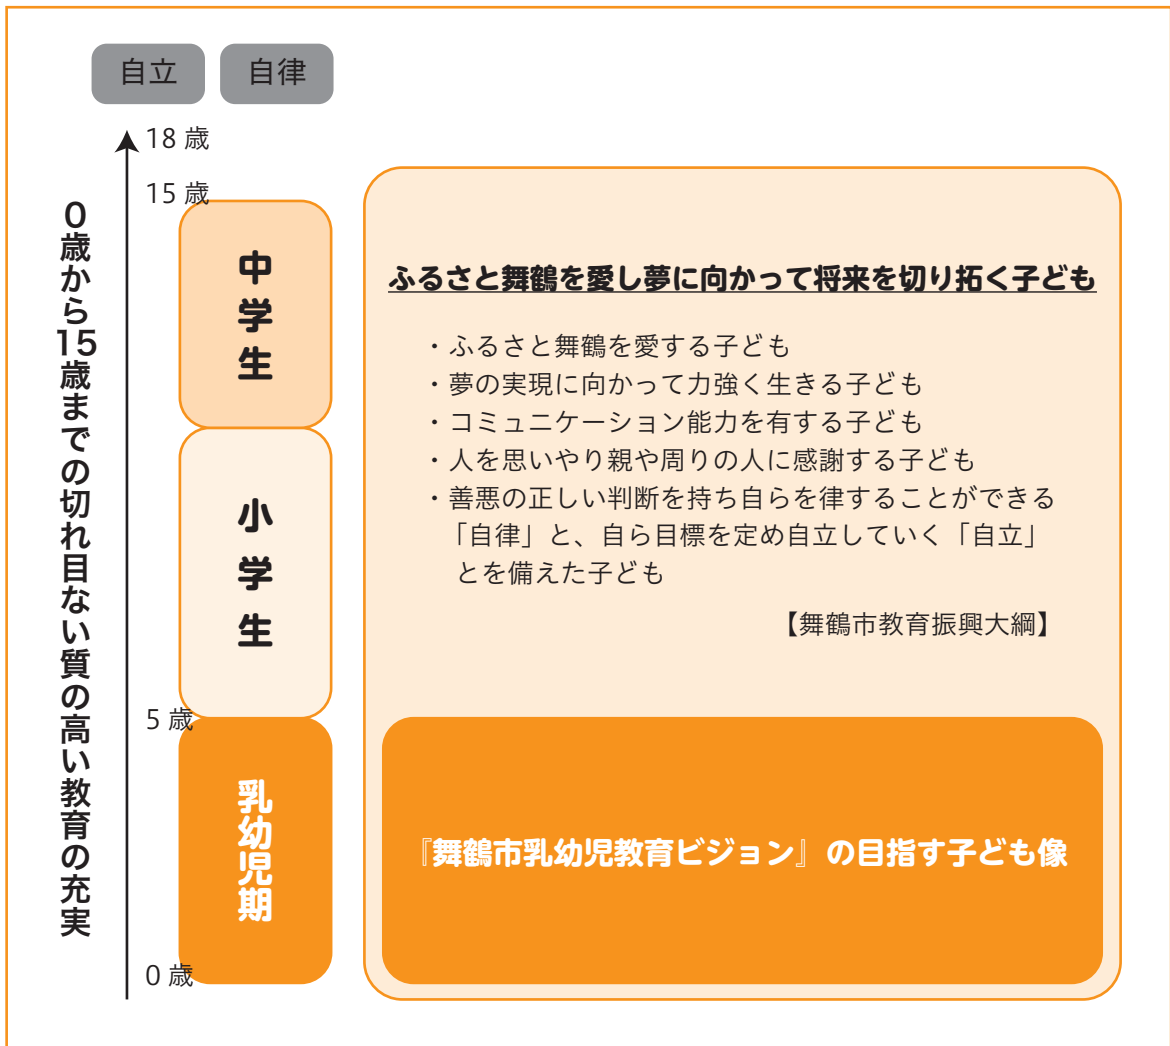 自立
自律
18 歳
15 歳
0歳から15歳までの切れ目ない質の高い教育の充実
中学生
小学生
5 歳
乳幼児期
0 歳
ふるさと舞鶴を愛し夢に向かって将来を切り拓く子ども
・ふるさと舞鶴を愛する子ども
・夢の実現に向かって力強く生きる子ども
・コミュニケーション能力を有する子ども
・人を思いやり親や周りの人に感謝する子ども
・善悪の正しい判断を持ち自らを律することができる
「自律」と、自ら目標を定め自立していく「自立」
とを備えた子ども
【舞鶴市教育振興大綱】
『舞鶴市乳幼児教育ビジョン』の目指す子ども像